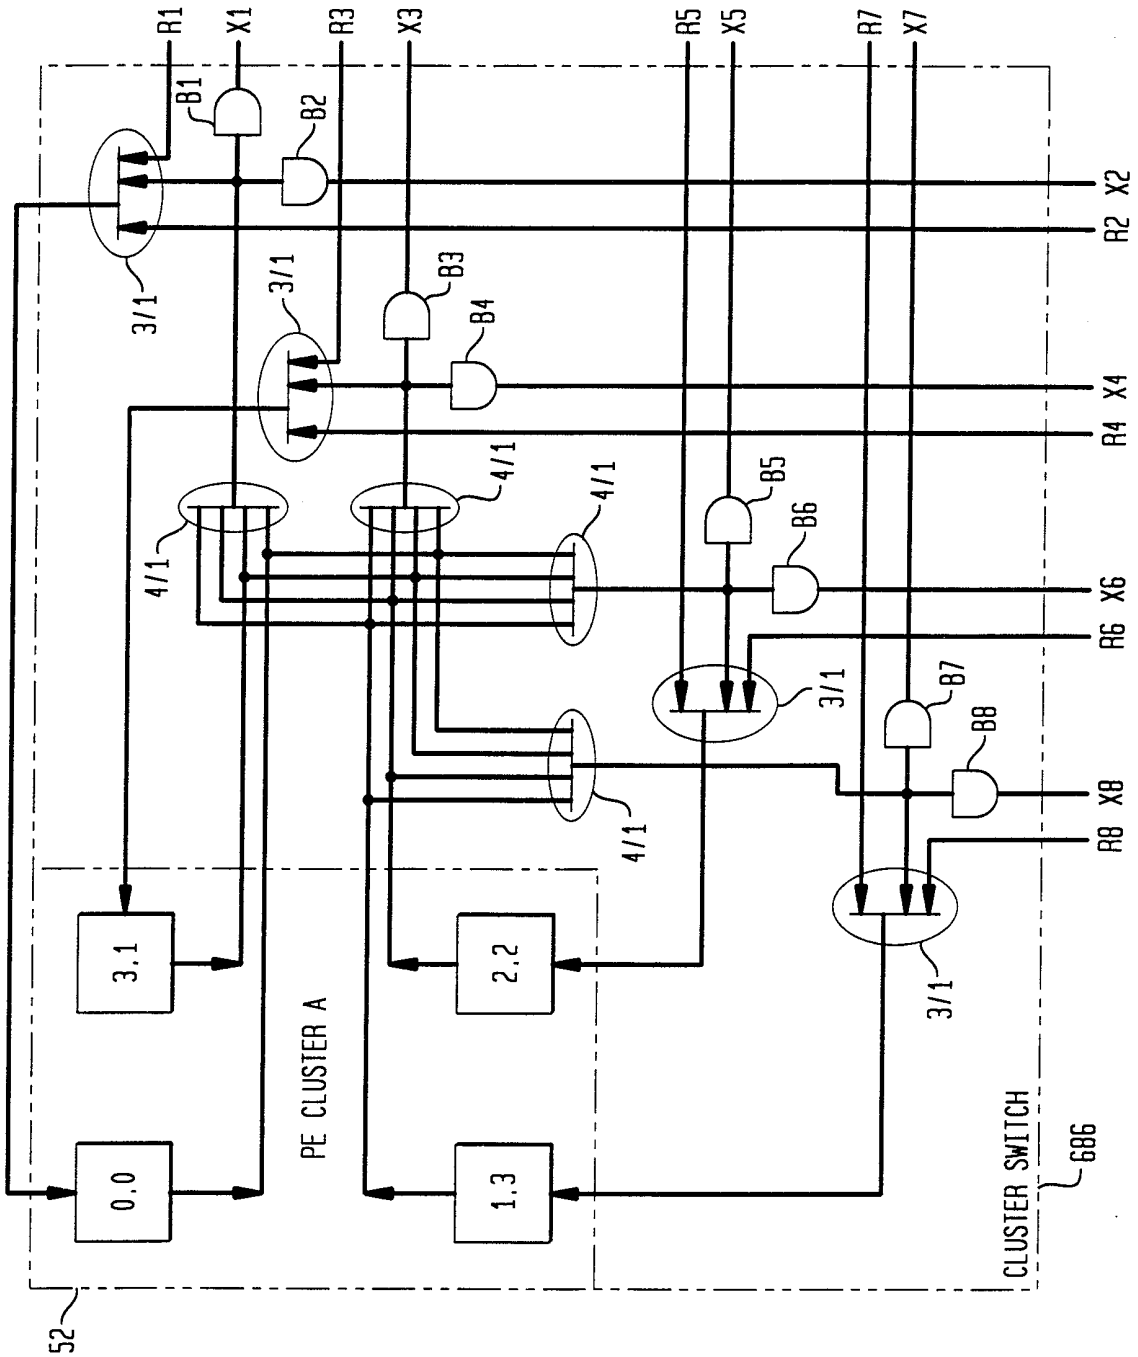 R1
X1
R3
X3
R5
X5
R7
X7
B1
B2
3/1
3/1
B3
B4
4/1
4/1
4/1
B5
B6
3/1
4/1
B7
B8
3/1
X2
R2
X4
R4
X6
R6
X8
R8
3,1
2,2
0,0
1,3
PE CLUSTER A
CLUSTER SWITCH
686
52